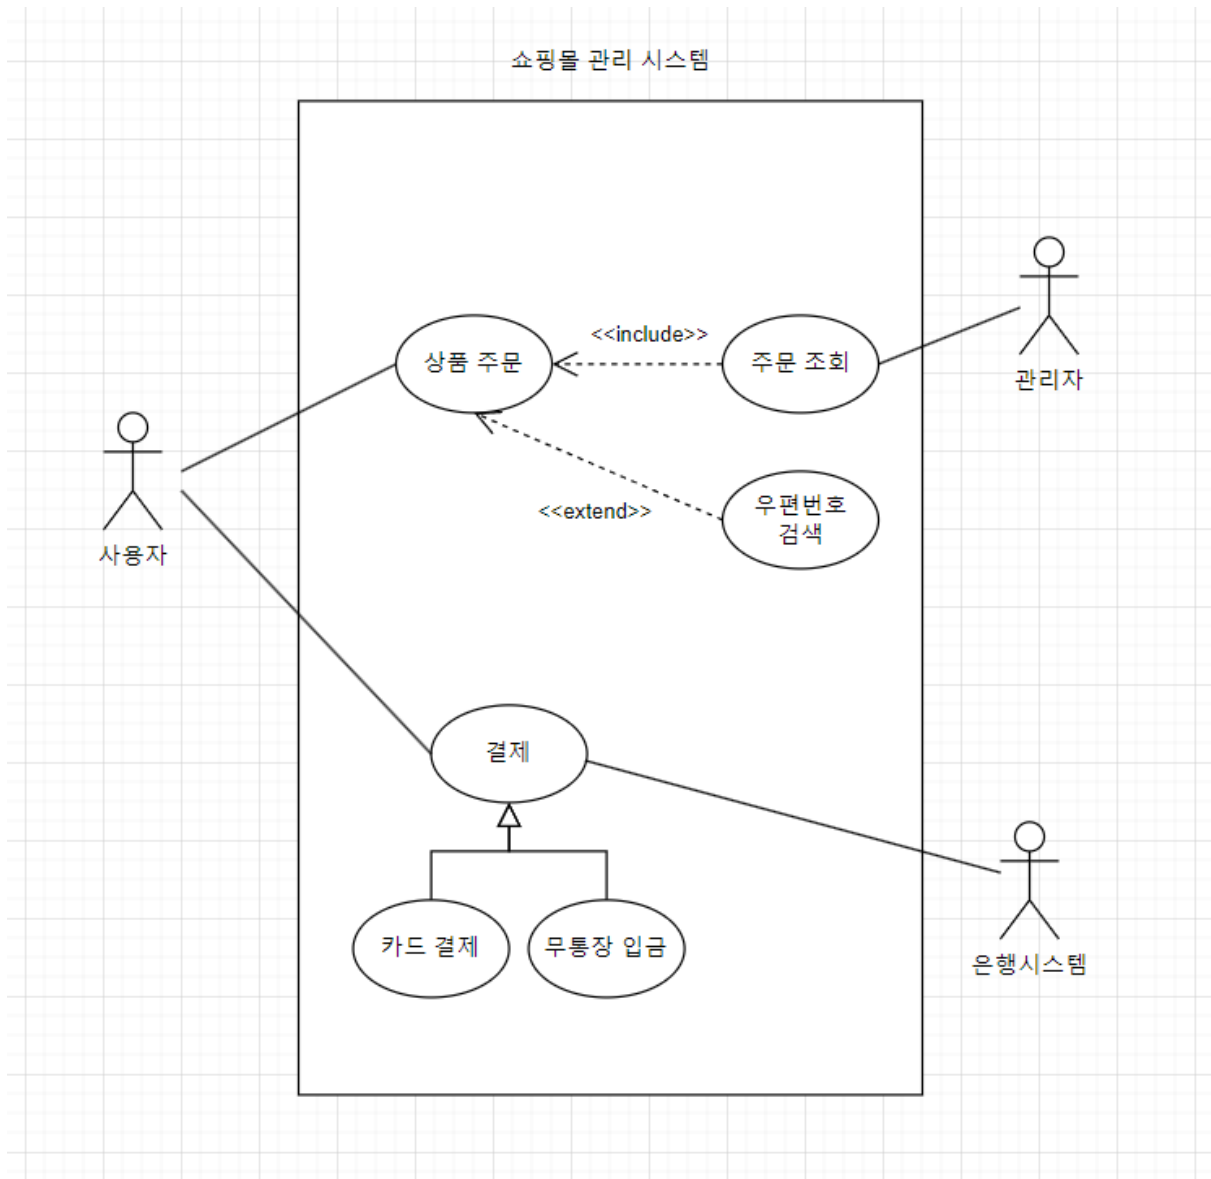 쇼핑몰 관리 시스템
<<include>>
상품 주문
주문 조회
관리자
우편번호
검색
<<extend>>
사용자
결제
카드 결제
무통장 입금
은행시스템